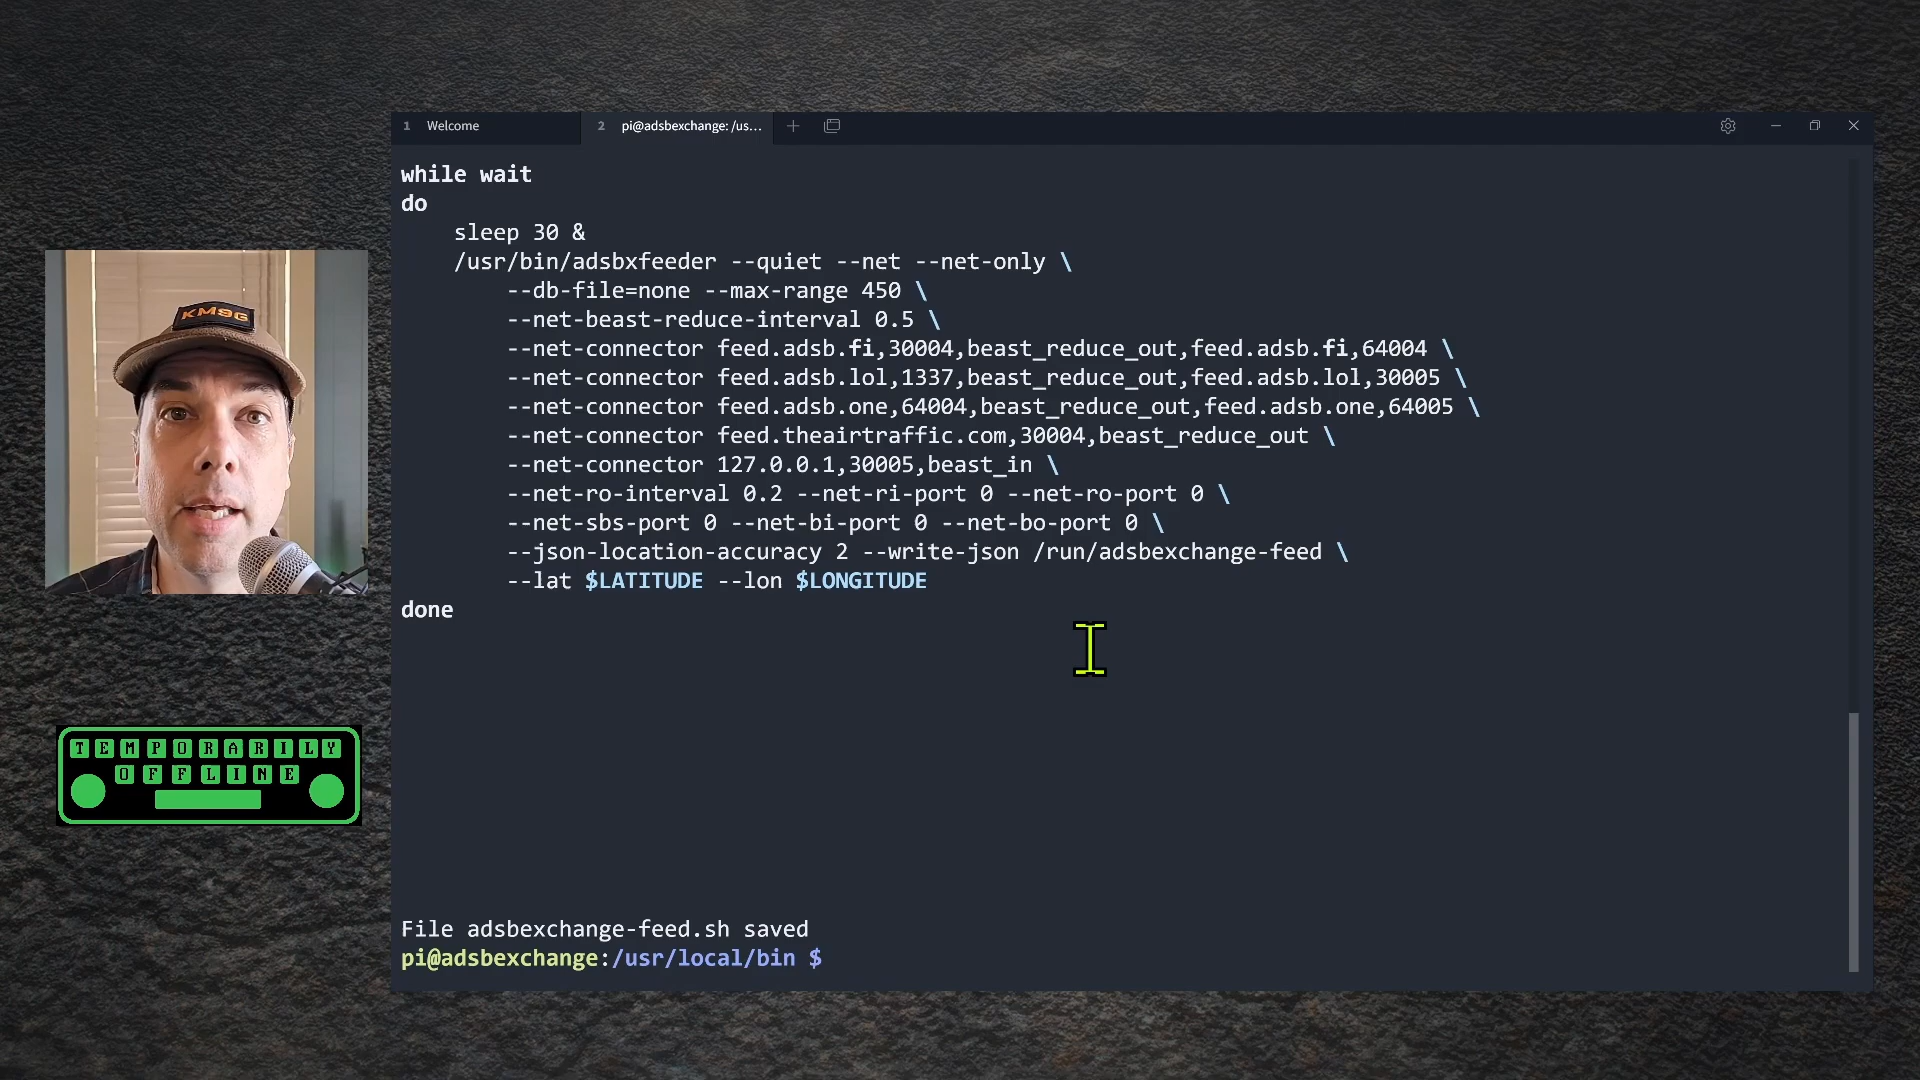 1 Welcome
2 pi@adsbexchange: /us...
while wait
do
    sleep 30 &
    /usr/bin/adsbxfeeder --quiet --net --net-only \
        --db-file=none --max-range 450 \
        --net-beast-reduce-interval 0.5 \
        --net-connector feed.adsb.fi,30004,beast_reduce_out,feed.adsb.fi,64004 \
        --net-connector feed.adsb.lol,1337,beast_reduce_out,feed.adsb.lol,30005 \
        --net-connector feed.adsb.one,64004,beast_reduce_out,feed.adsb.one,64005 \
        --net-connector feed.theairtraffic.com,30004,beast_reduce_out \
        --net-connector 127.0.0.1,30005,beast_in \
        --net-ro-interval 0.2 --net-ri-port 0 --net-ro-port 0 \
        --net-sbs-port 0 --net-bi-port 0 --net-bo-port 0 \
        --json-location-accuracy 2 --write-json /run/adsbexchange-feed \
        --lat $LATITUDE --lon $LONGITUDE
done
File adsbexchange-feed.sh saved
pi@adsbexchange:/usr/local/bin $
KM9G
TEMPORARILY
OFFLINE